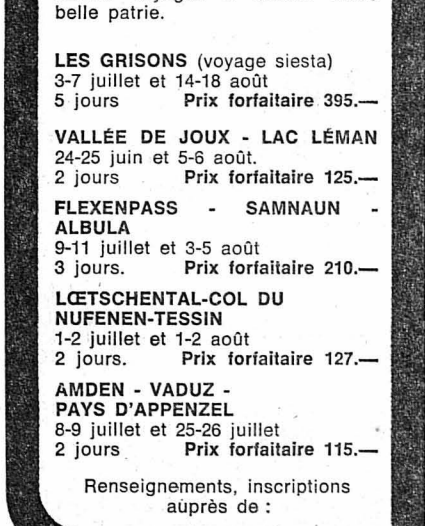 belle patrie.
LES GRISONS (voyage siesta)
3-7 juillet et 14-18 août
5 jours Prix forfaitaire 395.—
VALLÉE DE JOUX - LAC LÉMAN
24-25 juin et 5-6 août.
2 jours Prix forfaitaire 125.—
FLEXENPASS - SAMNAUN -
ALBULA
9-11 juillet et 3-5 août
3 jours. Prix forfaitaire 210.—
LŒTSCHENTAL-COL DU
NUFENEN-TESSIN
1-2 juillet et 1-2 août
2 jours. Prix forfaitaire 127.—
AMDEN - VADUZ -
PAYS D'APPENZEL
8-9 juillet et 25-26 juillet
2 jours Prix forfaitaire 115.—
Renseignements, inscriptions
auprès de :